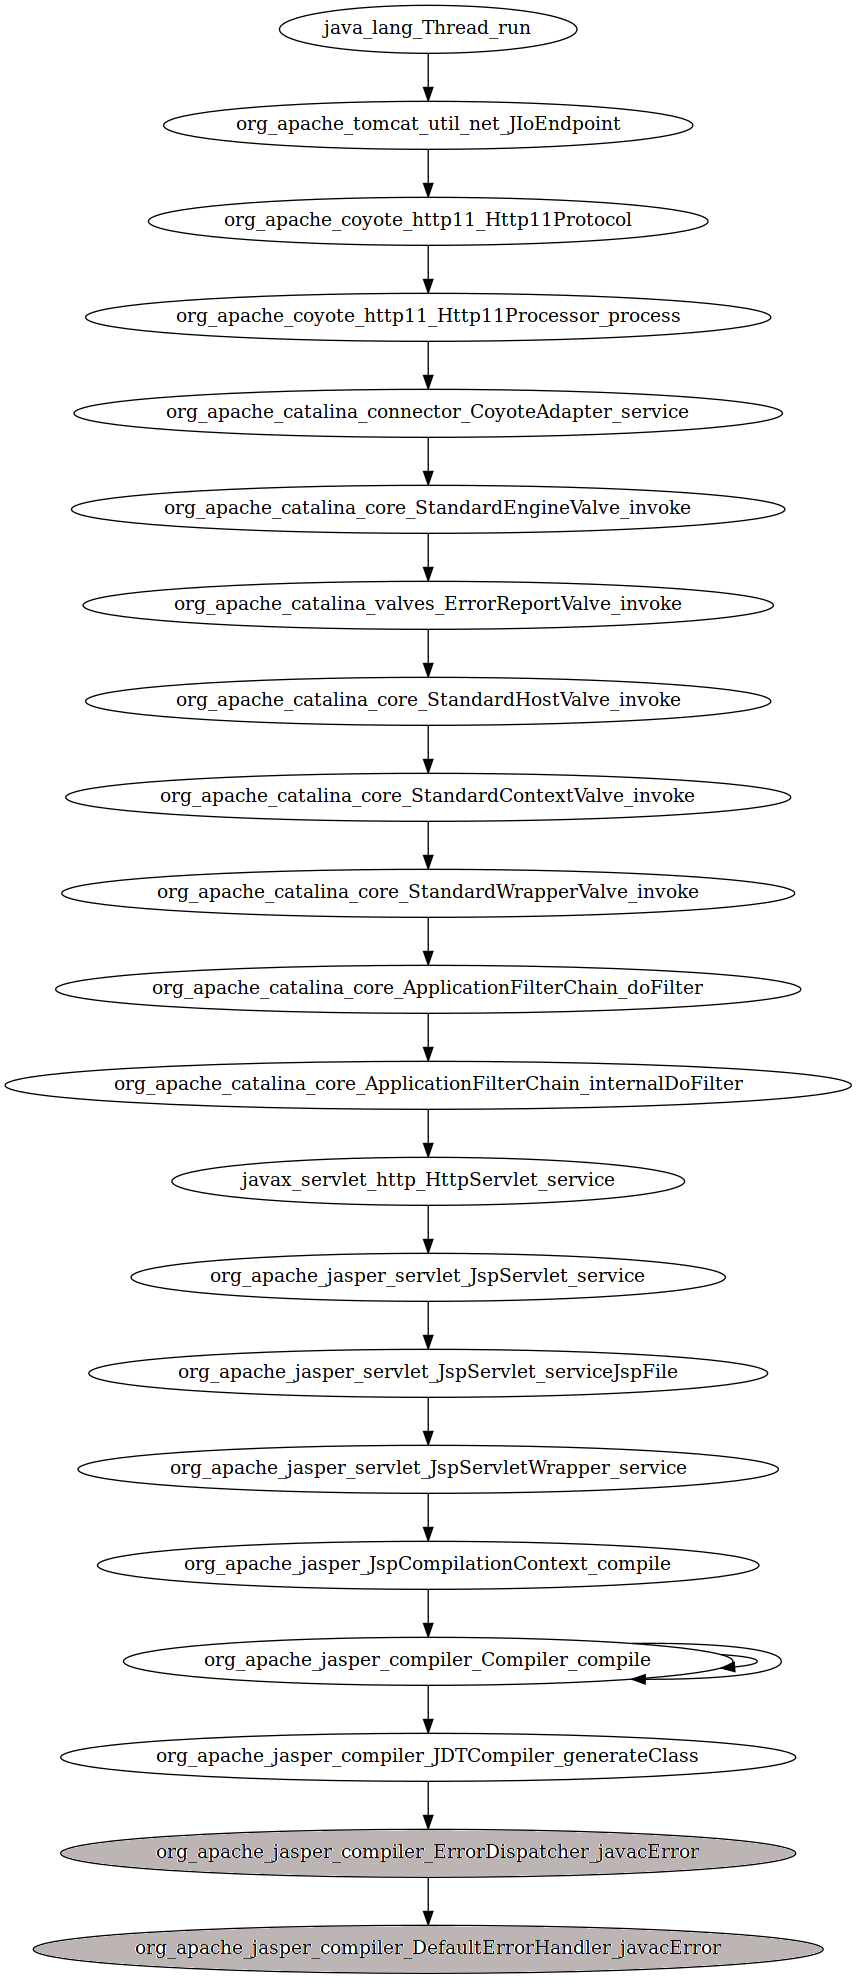 java_lang_Thread_run
org_apache_tomcat_util_net_JIoEndpoint
org_apache_coyote_http11_Http11Protocol
org_apache_coyote_http11_Http11Processor_process
org_apache_catalina_connector_CoyoteAdapter_service
org_apache_catalina_core_StandardEngineValve_invoke
org_apache_catalina_valves_ErrorReportValve_invoke
org_apache_catalina_core_StandardHostValve_invoke
org_apache_catalina_core_StandardContextValve_invoke
org_apache_catalina_core_StandardWrapperValve_invoke
org_apache_catalina_core_ApplicationFilterChain_doFilter
org_apache_catalina_core_ApplicationFilterChain_internalDoFilter
javax_servlet_http_HttpServlet_service
org_apache_jasper_servlet_JspServlet_service
org_apache_jasper_servlet_JspServlet_serviceJspFile
org_apache_jasper_servlet_JspServletWrapper_service
org_apache_jasper_JspCompilationContext_compile
org_apache_jasper_compiler_Compiler_compile
org_apache_jasper_compiler_JDTCompiler_generateClass
org_apache_jasper_compiler_ErrorDispatcher_javacError
org_apache_jasper_compiler_DefaultErrorHandler_javacError